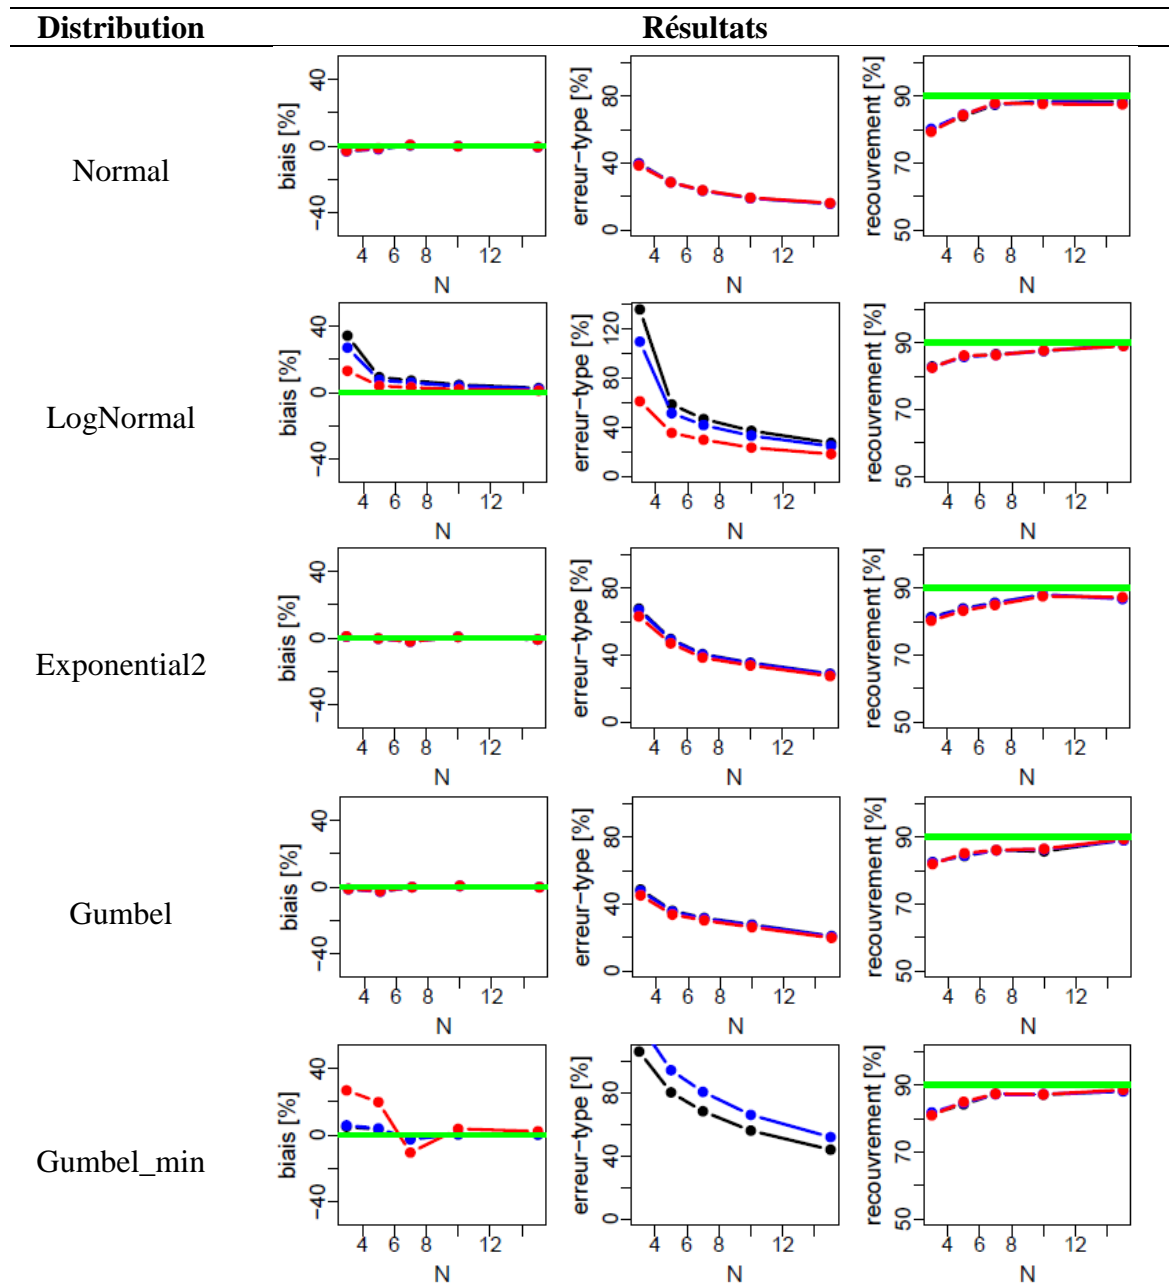 Distribution Résultats
Normal
biais [%]
40
0
−40
4 6 8 12
N
erreur−type [%]
80
40
0
4 6 8 12
N
recouvrement [%]
90
70
50
4 6 8 12
N
LogNormal
biais [%]
40
0
−40
4 6 8 12
N
erreur−type [%]
120
80
40
0
4 6 8 12
N
recouvrement [%]
90
70
50
4 6 8 12
N
Exponential2
biais [%]
40
0
−40
4 6 8 12
N
erreur−type [%]
80
40
0
4 6 8 12
N
recouvrement [%]
90
70
50
4 6 8 12
N
Gumbel
biais [%]
40
0
−40
4 6 8 12
N
erreur−type [%]
80
40
0
4 6 8 12
N
recouvrement [%]
90
70
50
4 6 8 12
N
Gumbel_min
biais [%]
40
0
−40
4 6 8 12
N
erreur−type [%]
80
40
0
4 6 8 12
N
recouvrement [%]
90
70
50
4 6 8 12
N